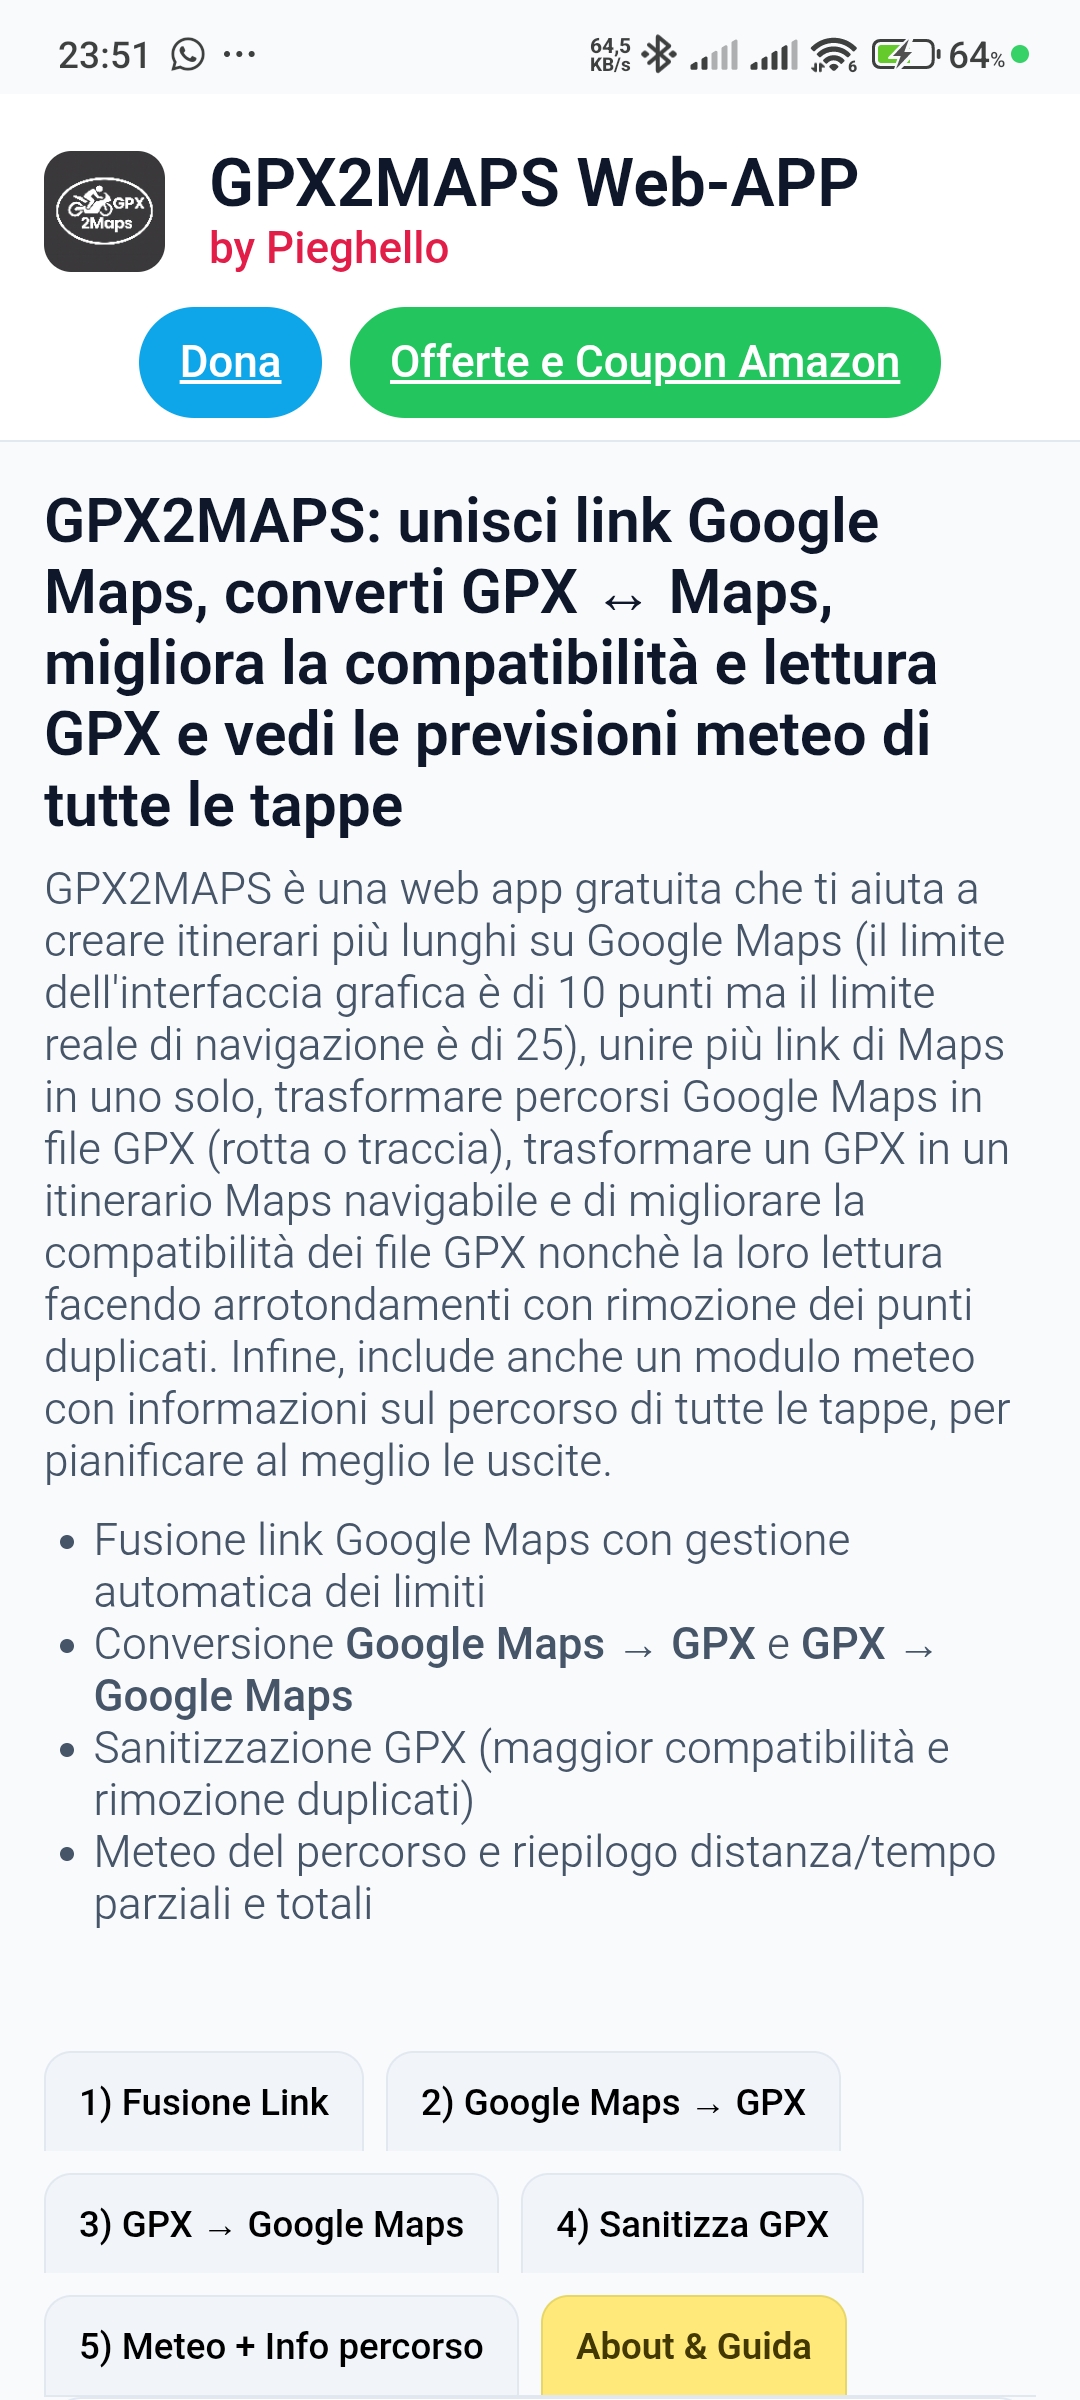 23:51
64,5
KB/s
6
64%
GPX
2Maps
GPX2MAPS Web-APP
by Pieghello
Dona
Offerte e Coupon Amazon
GPX2MAPS: unisci link Google
Maps, converti GPX ↔ Maps,
migliora la compatibilità e lettura
GPX e vedi le previsioni meteo di
tutte le tappe
GPX2MAPS è una web app gratuita che ti aiuta a
creare itinerari più lunghi su Google Maps (il limite
dell'interfaccia grafica è di 10 punti ma il limite
reale di navigazione è di 25), unire più link di Maps
in uno solo, trasformare percorsi Google Maps in
file GPX (rotta o traccia), trasformare un GPX in un
itinerario Maps navigabile e di migliorare la
compatibilità dei file GPX nonchè la loro lettura
facendo arrotondamenti con rimozione dei punti
duplicati. Infine, include anche un modulo meteo
con informazioni sul percorso di tutte le tappe, per
pianificare al meglio le uscite.
• Fusione link Google Maps con gestione
automatica dei limiti
• Conversione Google Maps → GPX e GPX →
Google Maps
• Sanitizzazione GPX (maggior compatibilità e
rimozione duplicati)
• Meteo del percorso e riepilogo distanza/tempo
parziali e totali
1) Fusione Link
2) Google Maps → GPX
3) GPX → Google Maps
4) Sanitizza GPX
5) Meteo + Info percorso
About & Guida